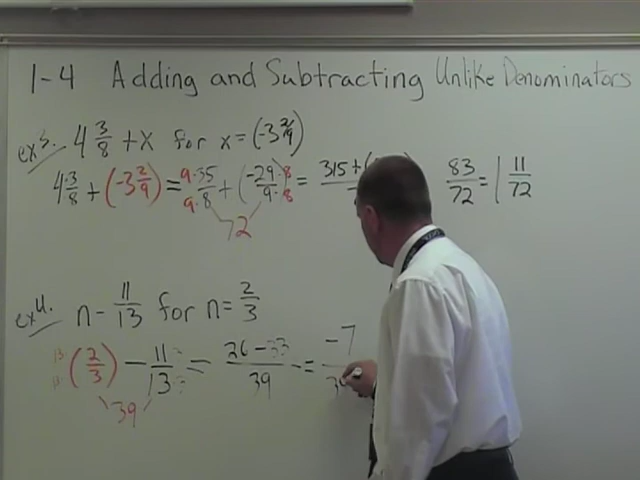 1-4 Adding and Subtracting Unlike Denominators
ex3. 4 3/8 + x for x = (-3 2/9)
4 3/8 + (-3 2/9) = 9·35/9·8 + (-29·8/9·8) = 315 + ( 83/72 = 1 11/72
72
ex4. n - 11/13 for n = 2/3
13 (2/3) - 11/13 = 26 - 33/39 = -7/3
39